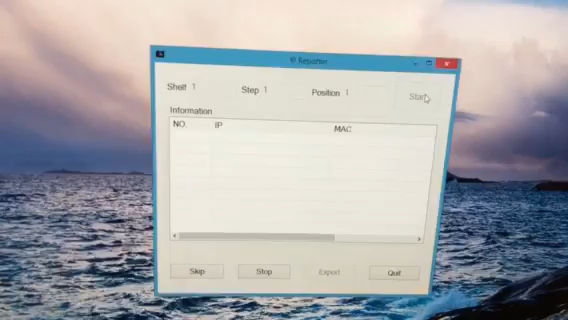 IP Reporter
Shelf 1 Step 1 Position 1 Start
Information
NO. IP MAC
Skip Stop Export Quit